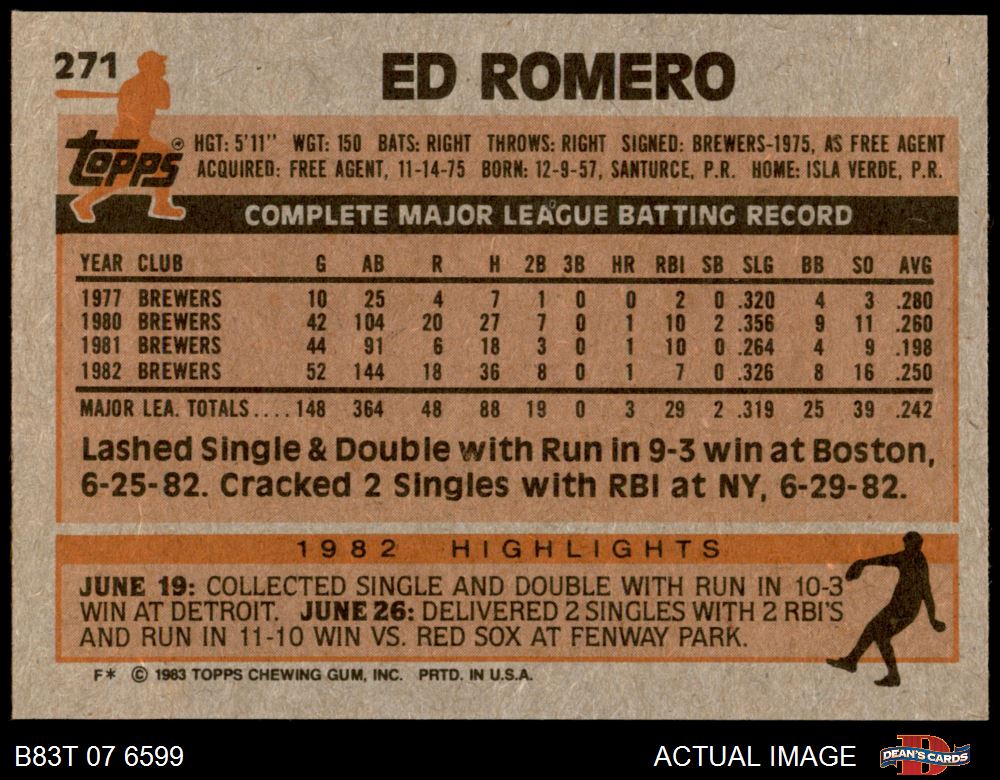 271
ED ROMERO
topps ®
HGT: 5'11" WGT: 150 BATS: RIGHT THROWS: RIGHT SIGNED: BREWERS-1975, AS FREE AGENT
ACQUIRED: FREE AGENT, 11-14-75 BORN: 12-9-57, SANTURCE, P.R. HOME: ISLA VERDE, P.R.
COMPLETE MAJOR LEAGUE BATTING RECORD
YEAR CLUB G AB R H 2B 3B HR RBI SB SLG BB SO AVG
1977 BREWERS 10 25 4 7 1 0 0 2 0 .320 4 3 .280
1980 BREWERS 42 104 20 27 7 0 1 10 2 .356 9 11 .260
1981 BREWERS 44 91 6 18 3 0 1 10 0 .264 4 9 .198
1982 BREWERS 52 144 18 36 8 0 1 7 0 .326 8 16 .250
MAJOR LEA. TOTALS....148 364 48 88 19 0 3 29 2 .319 25 39 .242
Lashed Single & Double with Run in 9-3 win at Boston,
6-25-82. Cracked 2 Singles with RBI at NY, 6-29-82.
1982 HIGHLIGHTS
JUNE 19: COLLECTED SINGLE AND DOUBLE WITH RUN IN 10-3
WIN AT DETROIT. JUNE 26: DELIVERED 2 SINGLES WITH 2 RBI'S
AND RUN IN 11-10 WIN VS. RED SOX AT FENWAY PARK.
F* © 1983 TOPPS CHEWING GUM, INC. PRTD. IN U.S.A.
B83T 07 6599
ACTUAL IMAGE
DEAN'S CARDS